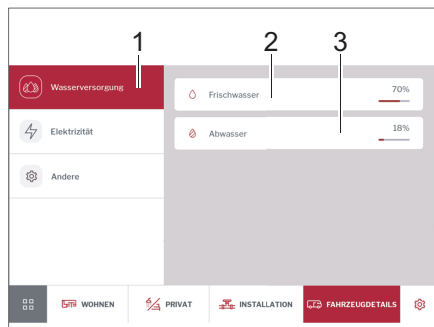 1 2 3
Wasserversorgung
Frischwasser 70%
Elektrizität
Abwasser 18%
Andere
WOHNEN PRIVAT INSTALLATION FAHRZEUGDETAILS